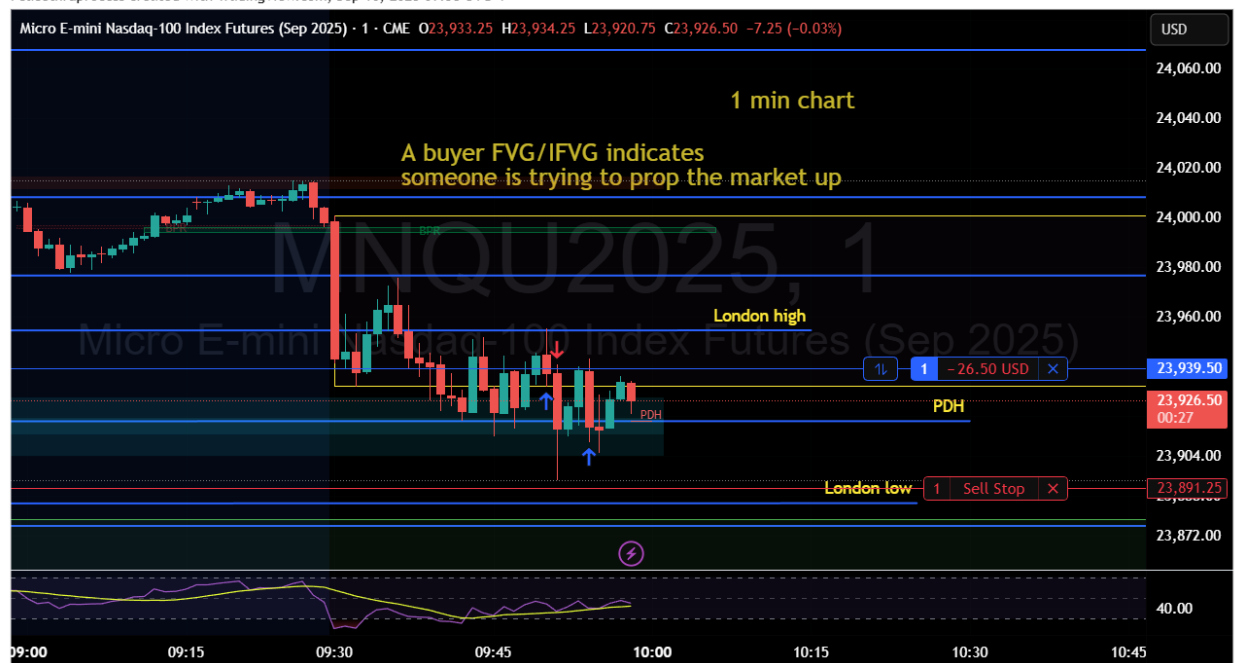 Micro E-mini Nasdaq-100 Index Futures (Sep 2025) · 1 · CME O23,933.25 H23,934.25 L23,920.75 C23,926.50 −7.25 (−0.03%)
USD
24,060.00
1 min chart
24,040.00
A buyer FVG/IFVG indicates
someone is trying to prop the market up
24,020.00
24,000.00
BPR
BPR
MNQU2025, 1
23,980.00
London high
23,960.00
Micro E-mini Nasdaq-100 Index Futures (Sep 2025)
1 −26.50 USD
23,939.50
23,926.50
00:27
PDH
PDH
23,904.00
London low
1 Sell Stop
23,891.25
23,872.00
40.00
09:00 09:15 09:30 09:45 10:00 10:15 10:30 10:45